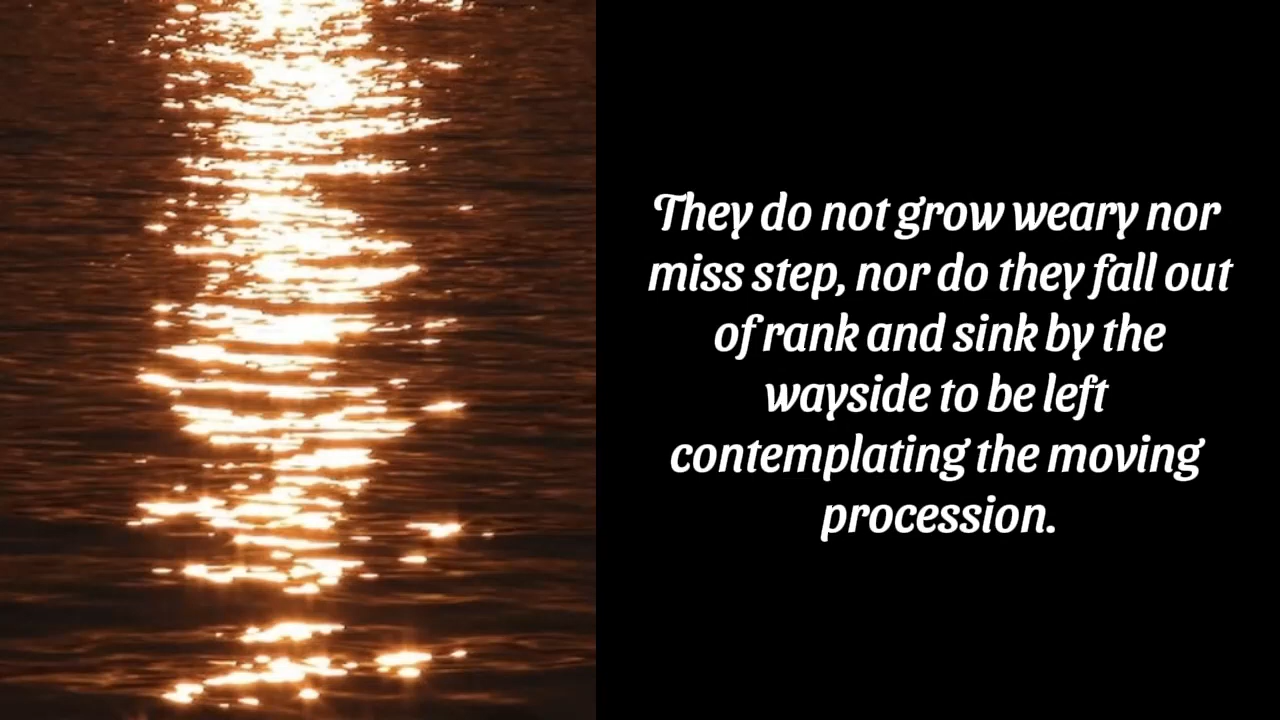 They do not grow weary nor
miss step, nor do they fall out
of rank and sink by the
wayside to be left
contemplating the moving
procession.